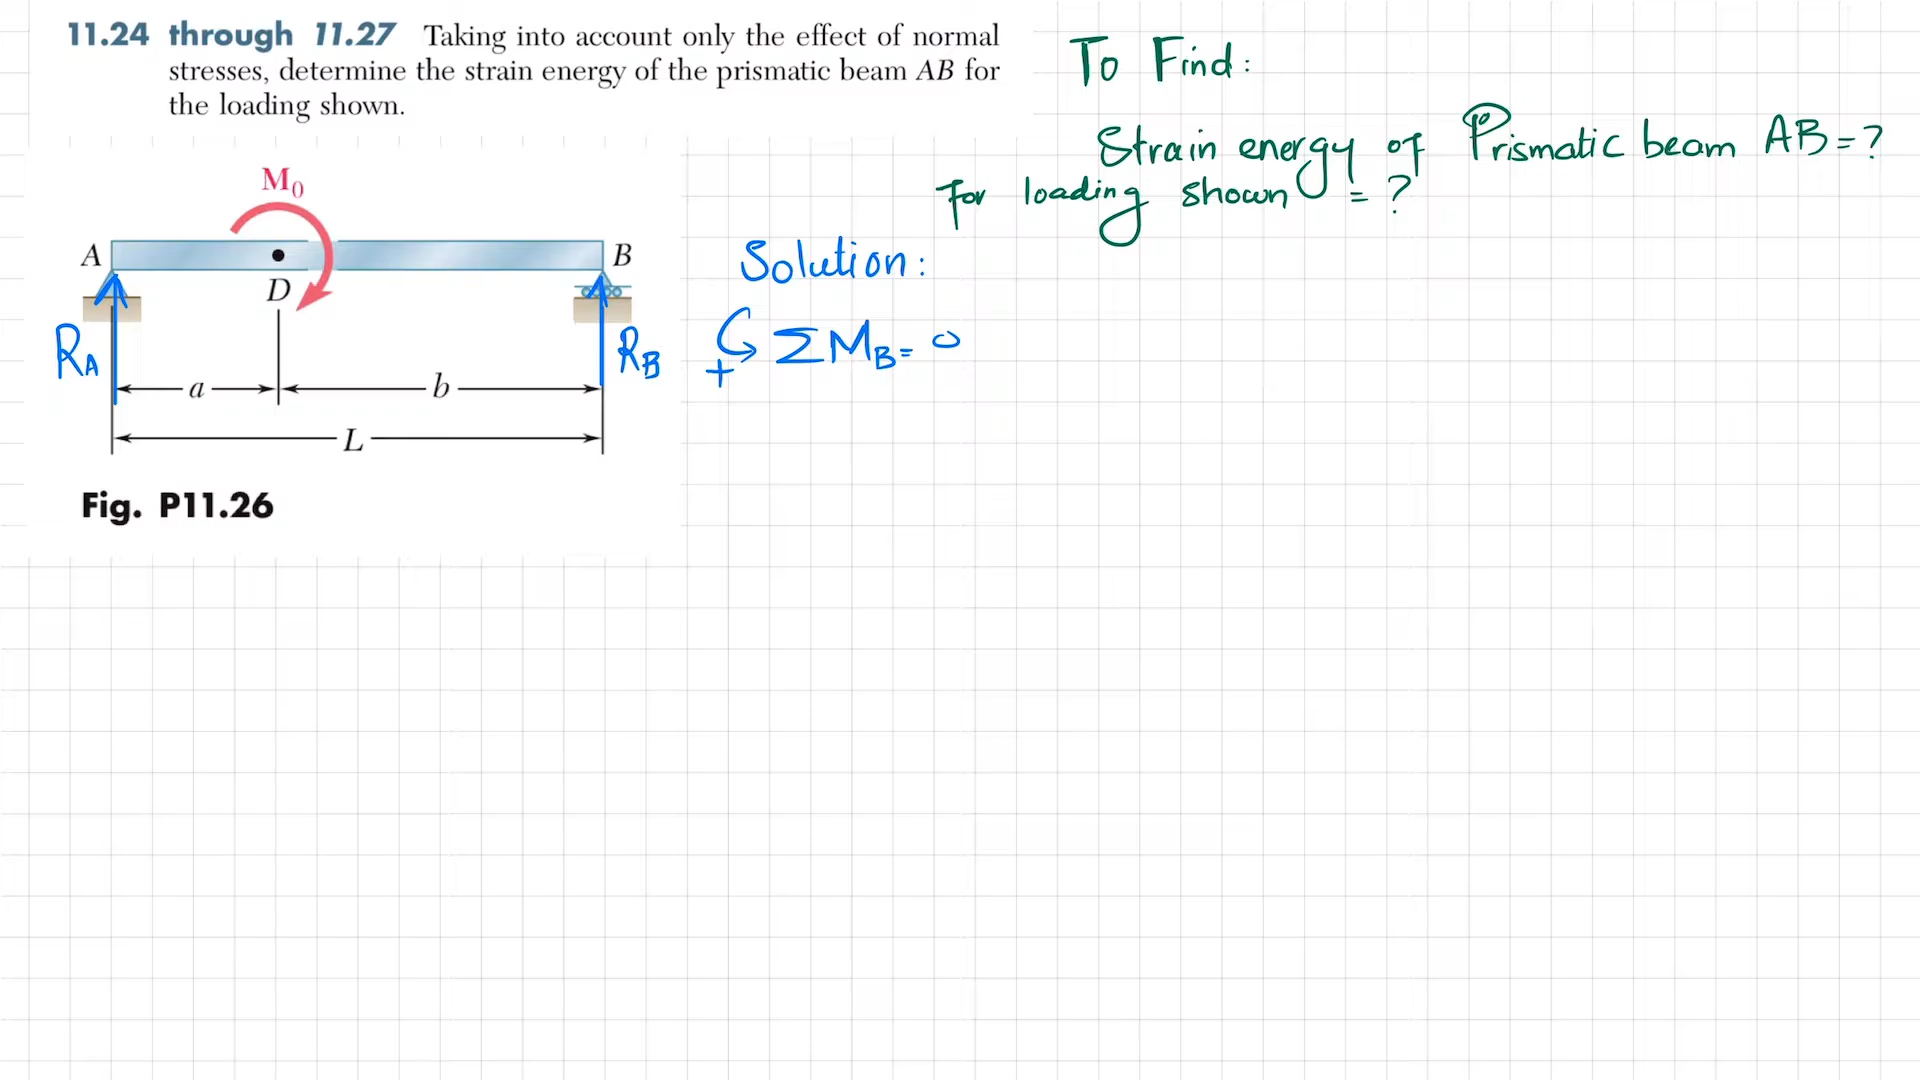 11.24 through 11.27 Taking into account only the effect of normal
stresses, determine the strain energy of the prismatic beam AB for
the loading shown.
To Find:
Strain energy of Prismatic beam AB = ?
for loading shown = ?
M0
A
B
D
Solution:
RA
RB
+ ΣMB = 0
a
b
L
Fig. P11.26